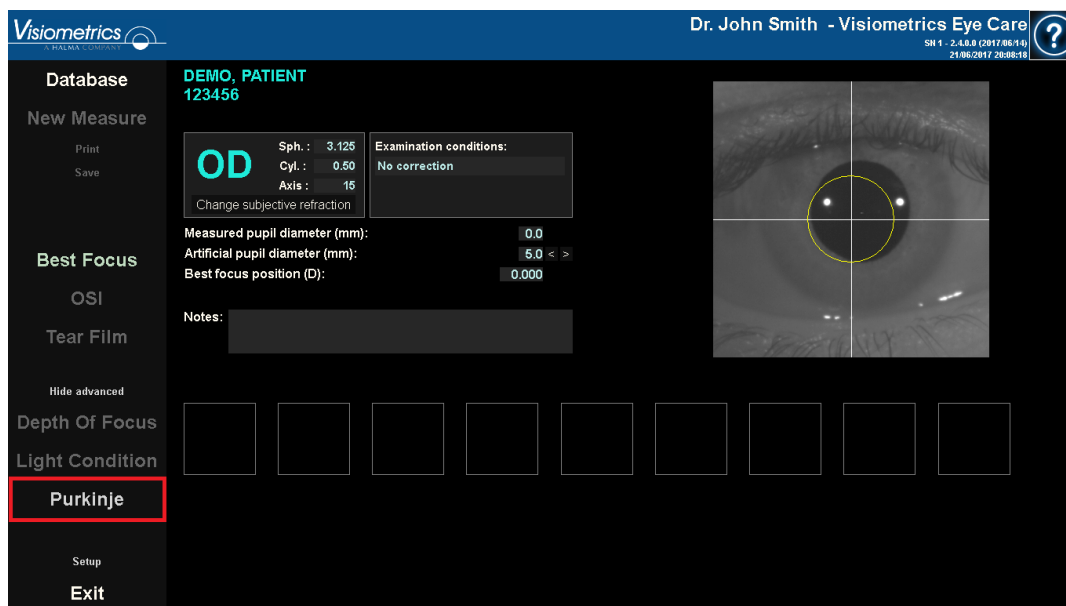 Visiometrics
A HALMA COMPANY
Dr. John Smith - Visiometrics Eye Care
SN 1 - 2.4.0.0 (2017/06/14)
21/06/2017 20:08:18
?
Database
New Measure
Print
Save
Best Focus
OSI
Tear Film
Hide advanced
Depth Of Focus
Light Condition
Purkinje
Setup
Exit
DEMO, PATIENT
123456
OD
Sph. : 3.125
Cyl. : 0.50
Axis : 15
Change subjective refraction
Examination conditions:
No correction
Measured pupil diameter (mm): 0.0
Artificial pupil diameter (mm): 5.0 < >
Best focus position (D): 0.000
Notes: